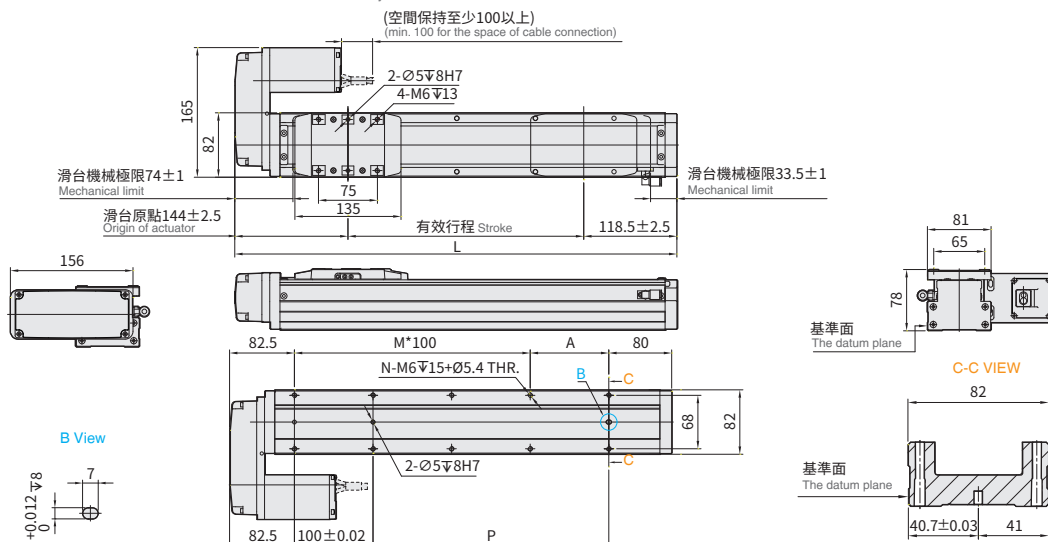 (空間保持至少100以上)
(min. 100 for the space of cable connection)
2-∅5↧8H7
4-M6↧13
165
82
滑台機械極限74±1
Mechanical limit
滑台機械極限33.5±1
Mechanical limit
75
135
滑台原點144±2.5
Origin of actuator
有效行程 Stroke
118.5±2.5
L
81
65
78
基準面
The datum plane
C-C VIEW
156
82.5
M*100
A
80
N-M6↧15+Ø5.4 THR.
B
C
68
82
2-∅5↧8H7
C
82.5
100±0.02
P
B View
7
+0.012
0
↧8
82
基準面
The datum plane
40.7±0.03
41